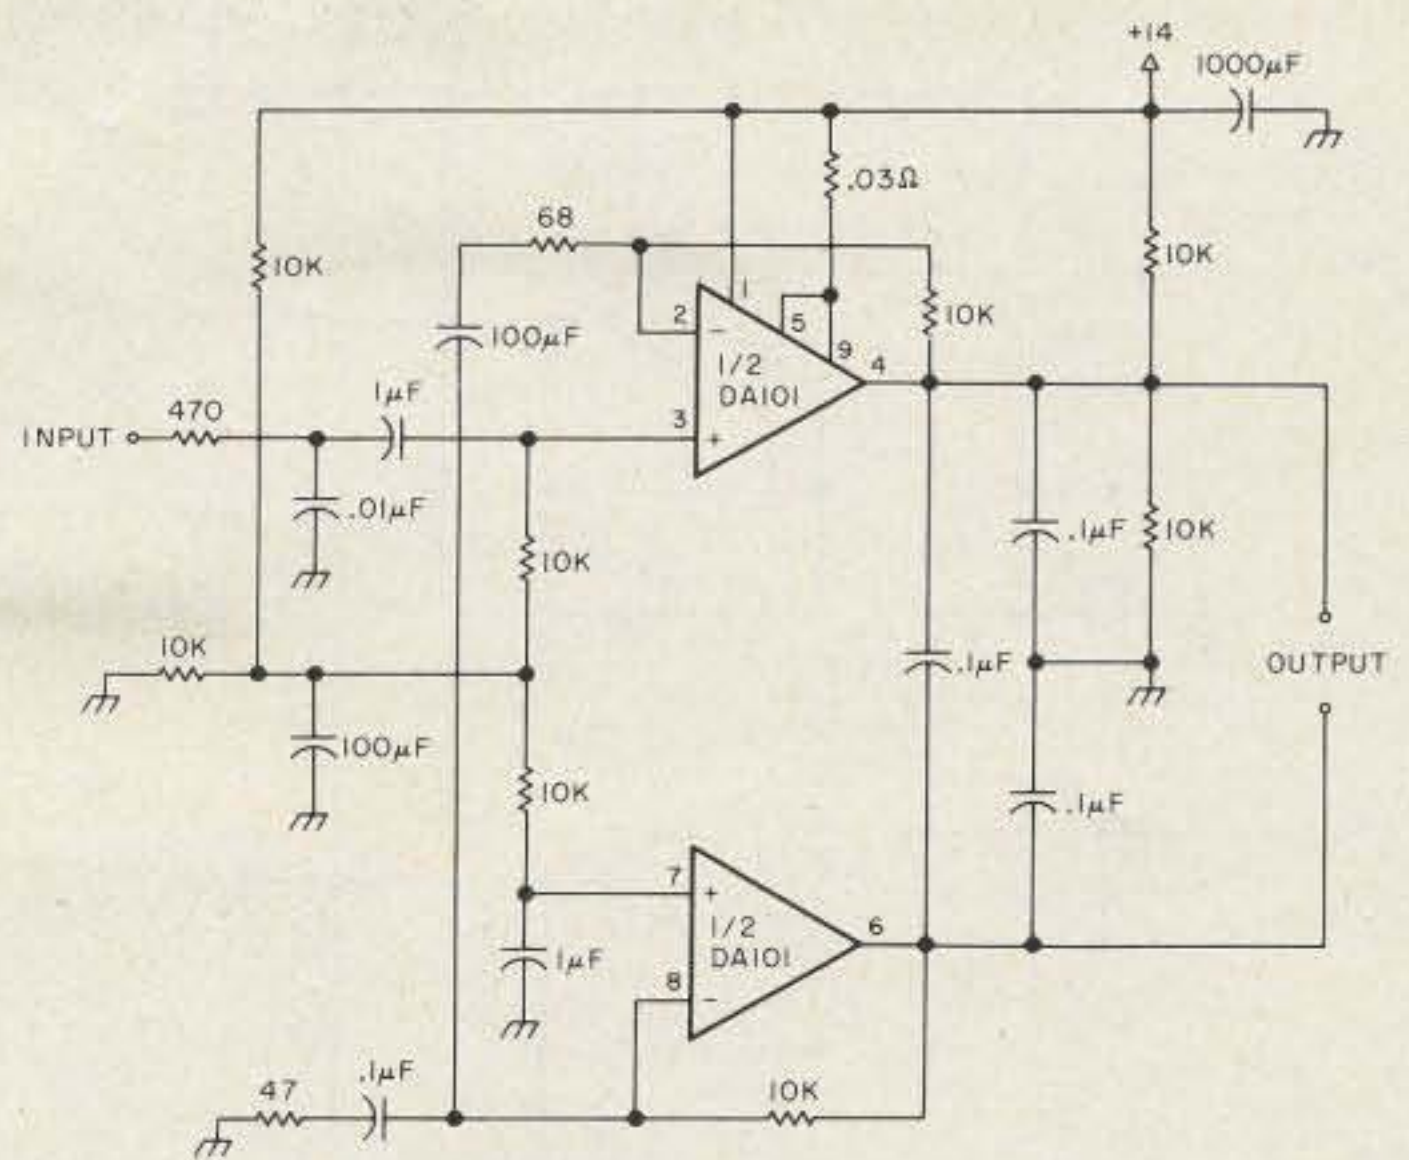 +14
1000µF
.03Ω
68
10K
10K
1
2
−
5
10K
100µF
9
4
1/2
DA101
1µF
470
3
INPUT
+
.01µF
.1µF
10K
10K
10K
.1µF
OUTPUT
100µF
10K
.1µF
7
+
6
1/2
DA101
1µF
8
−
.1µF
47
10K